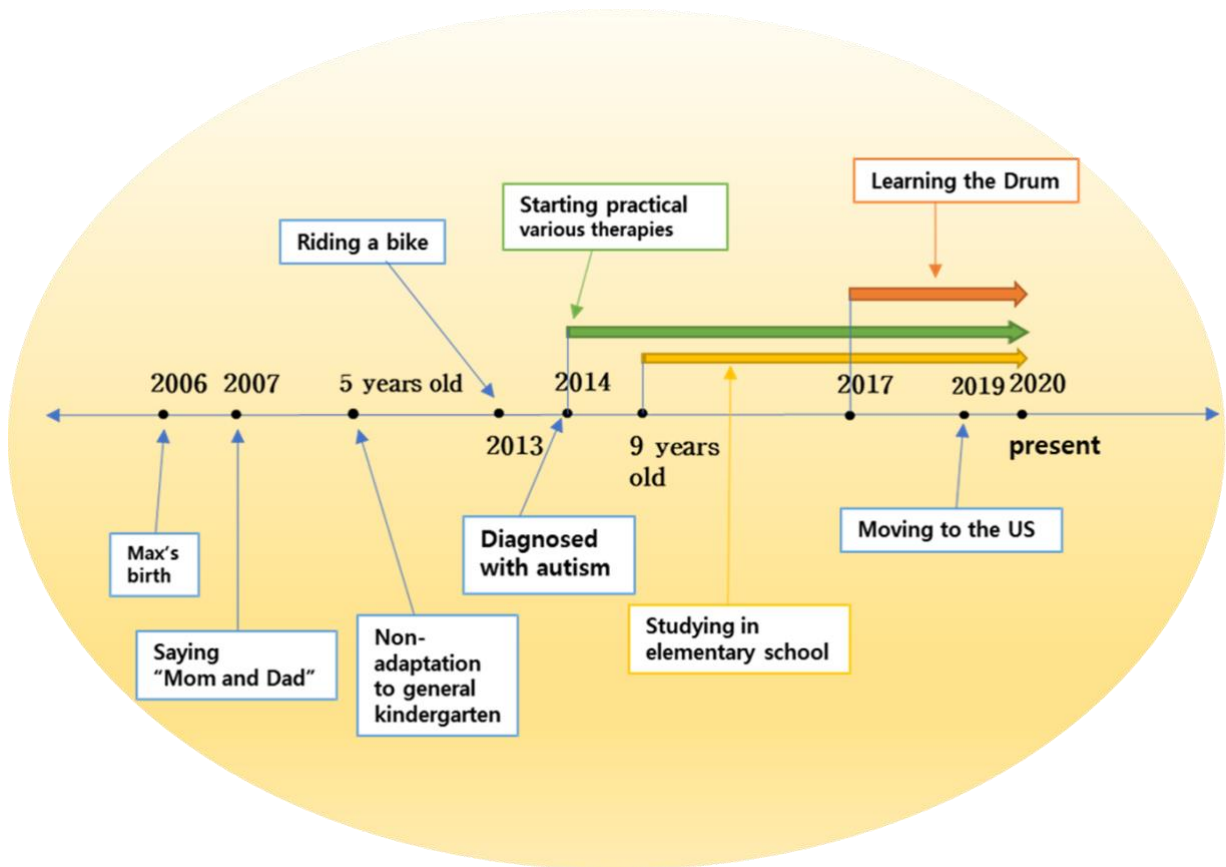 Learning the Drum
Starting practical
various therapies
Riding a bike
2006
2007
5 years old
2014
2017
2019
2020
2013
9 years
old
present
Max's
birth
Diagnosed
with autism
Moving to the US
Saying
“Mom and Dad”
Non-
adaptation
to general
kindergarten
Studying in
elementary school